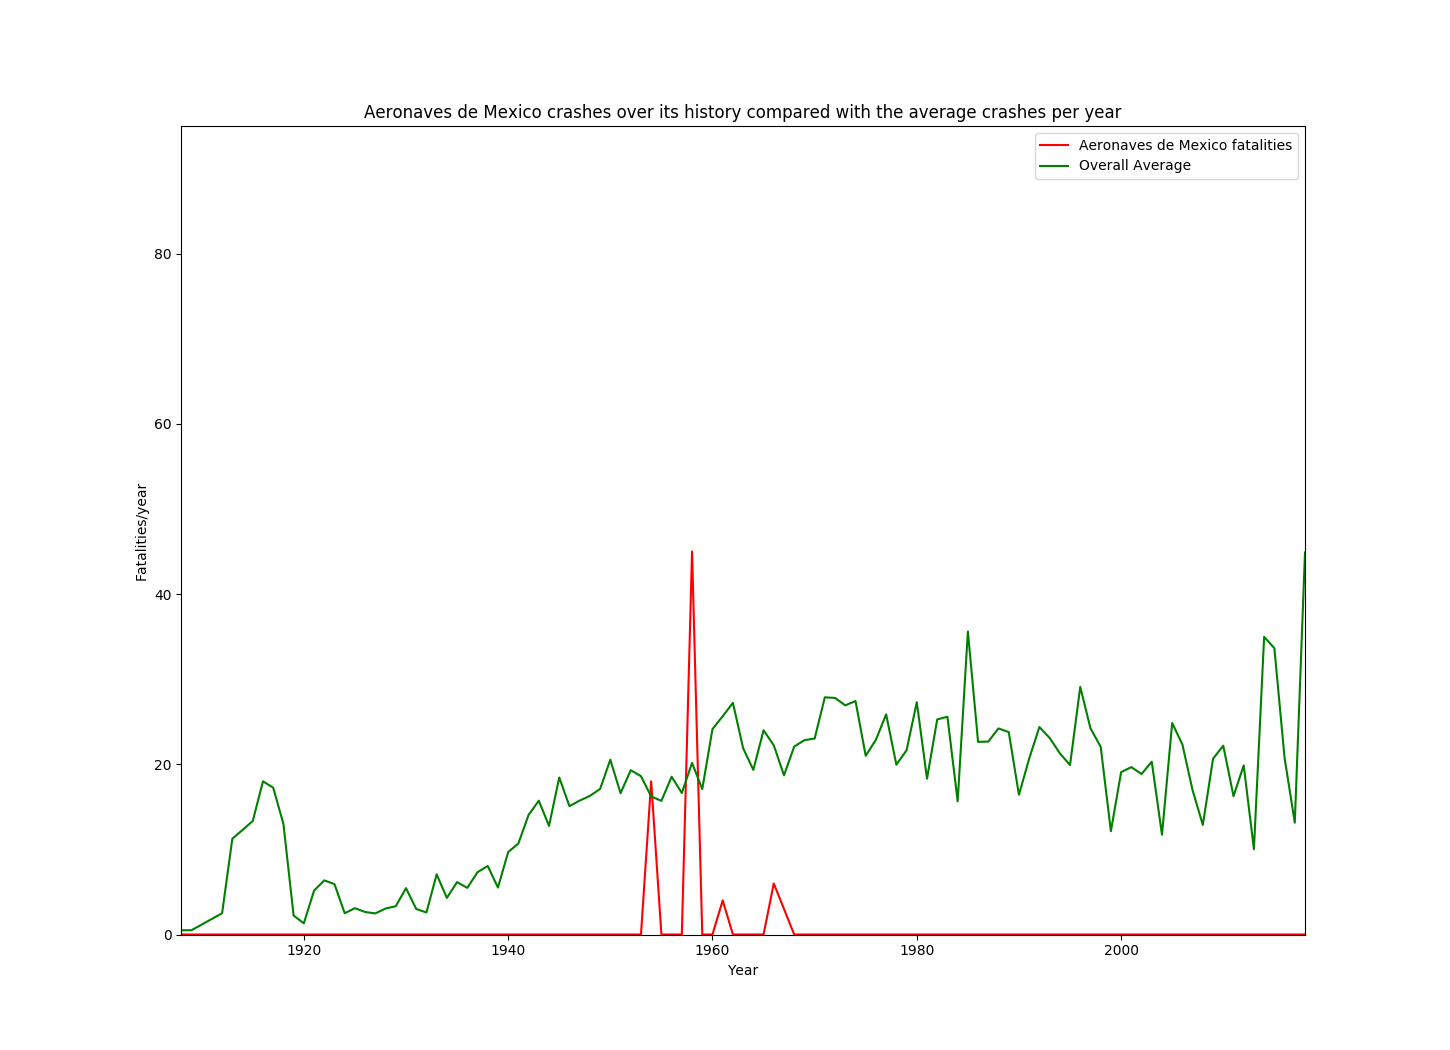 Aeronaves de Mexico crashes over its history compared with the average crashes per year
Aeronaves de Mexico fatalities
Overall Average
80
60
40
20
0
Fatalities/year
1920
1940
1960
1980
2000
Year